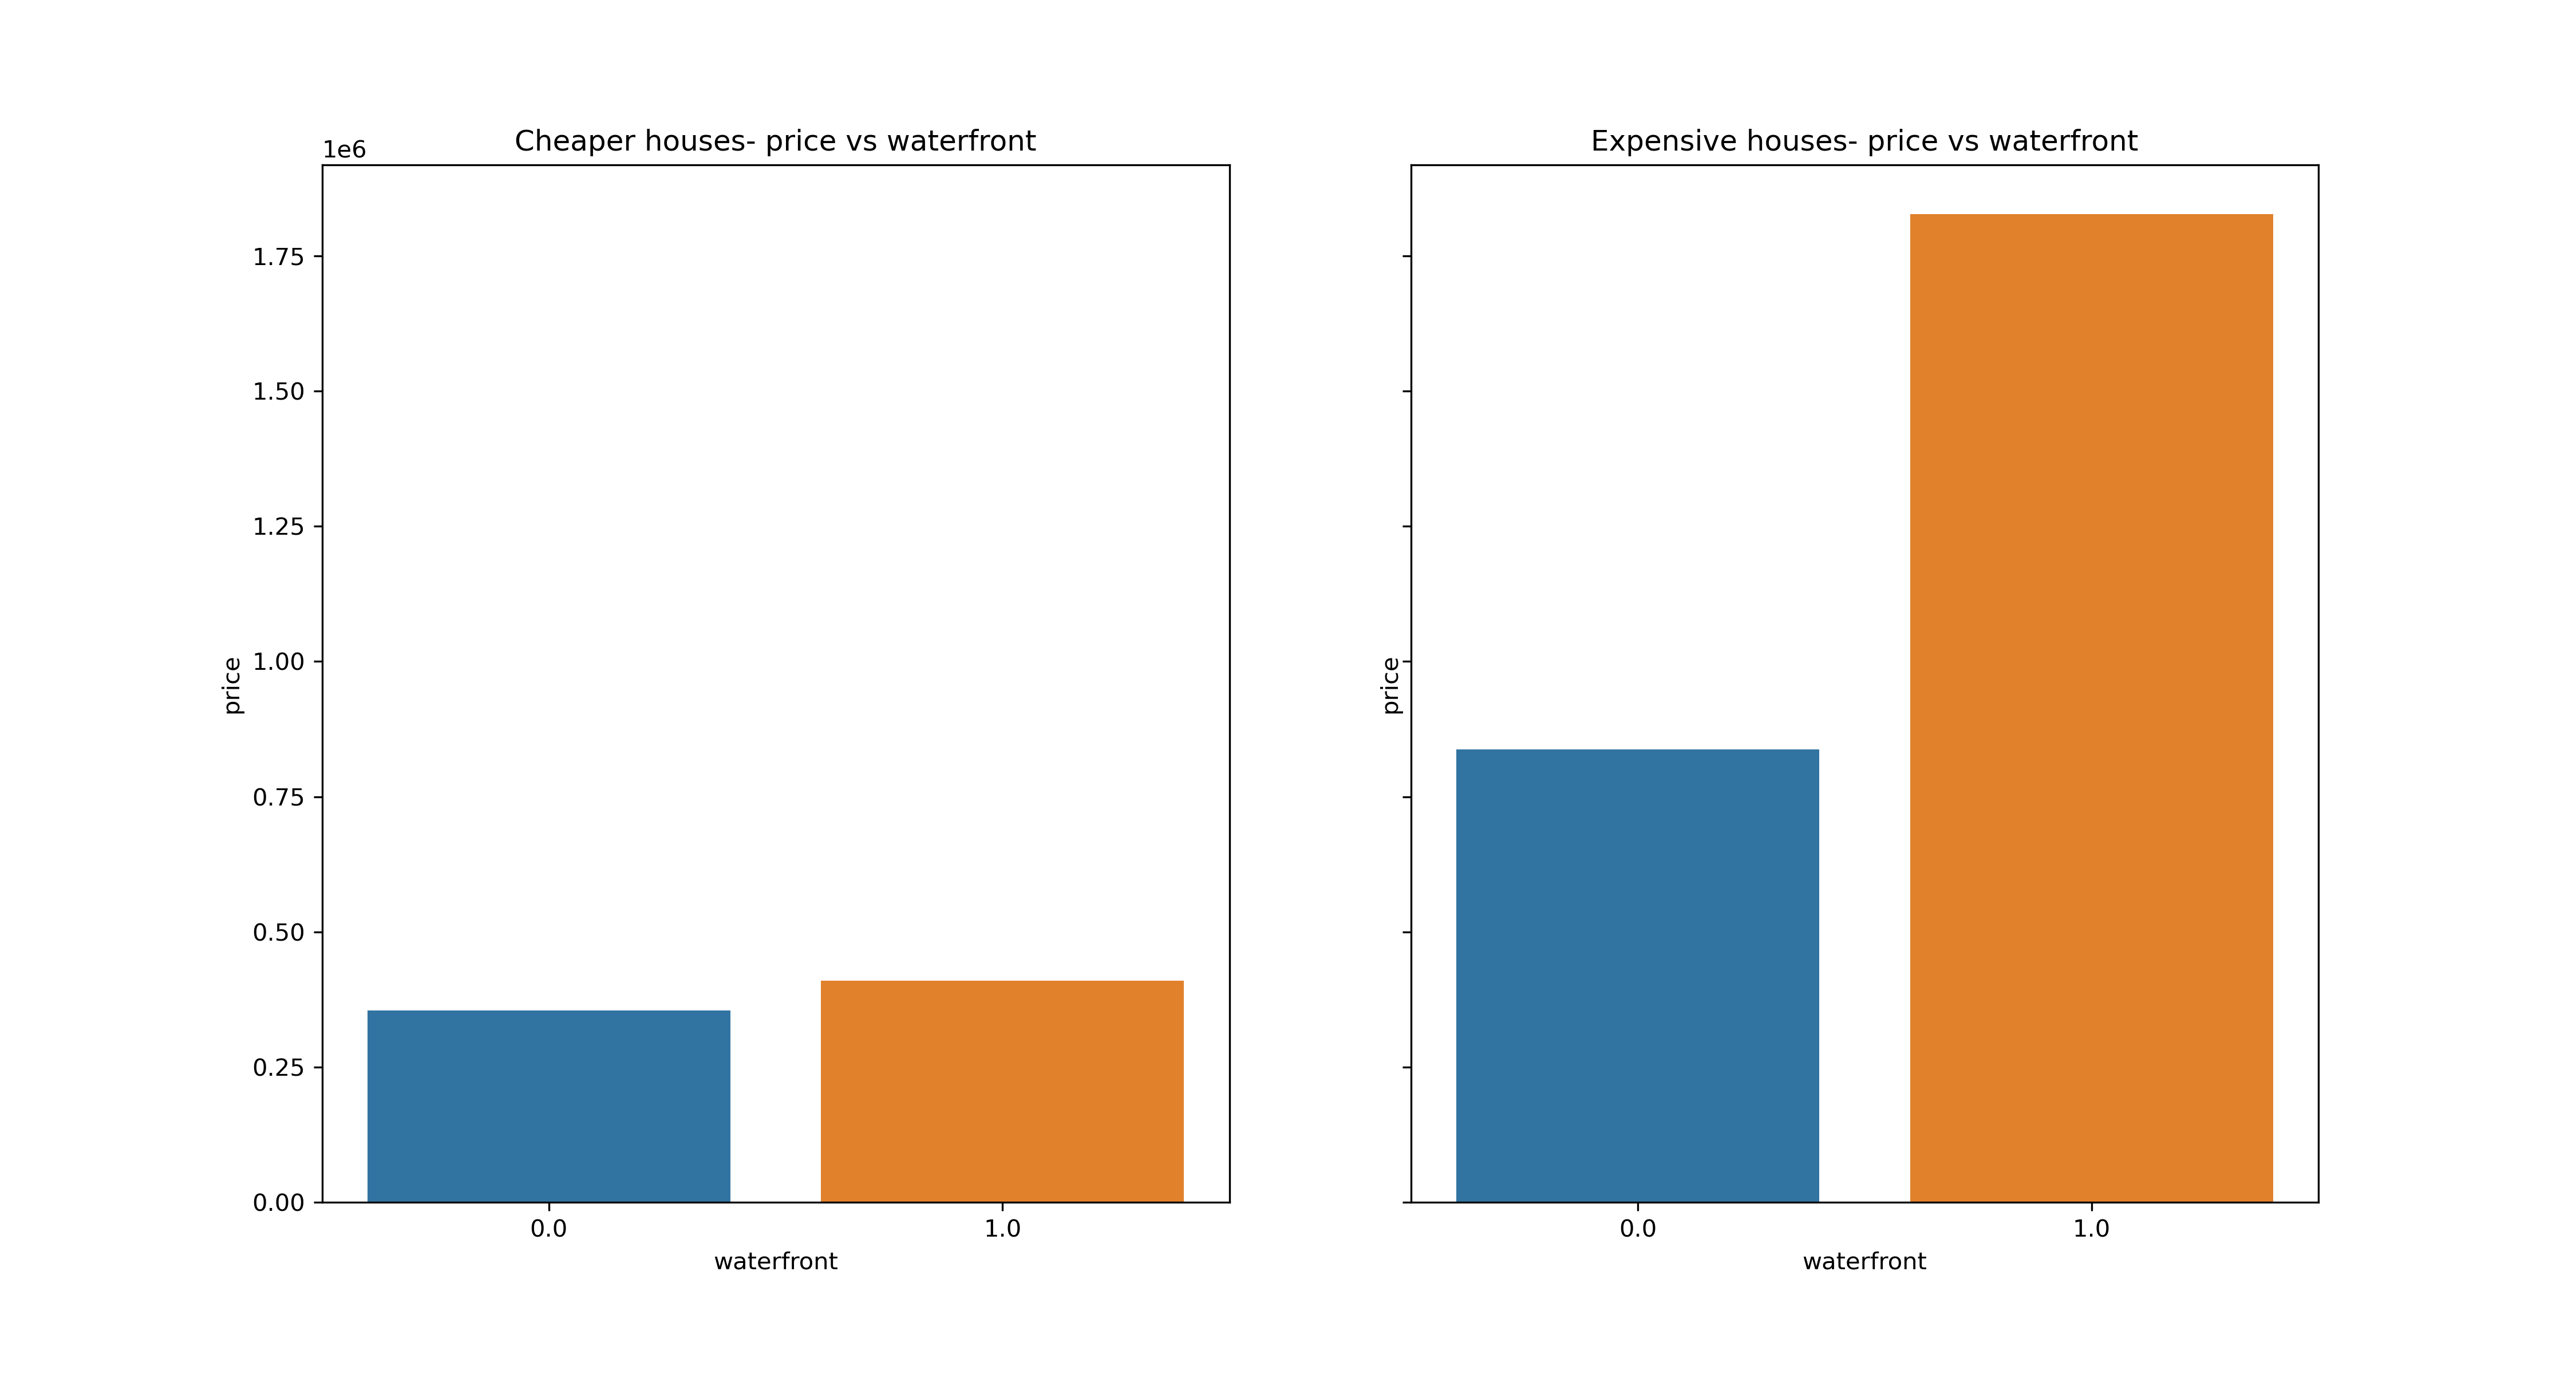 Cheaper houses- price vs waterfront
1e6
1.75
1.50
1.25
1.00
0.75
0.50
0.25
0.00
price
0.0 1.0
waterfront
Expensive houses- price vs waterfront
price
0.0 1.0
waterfront